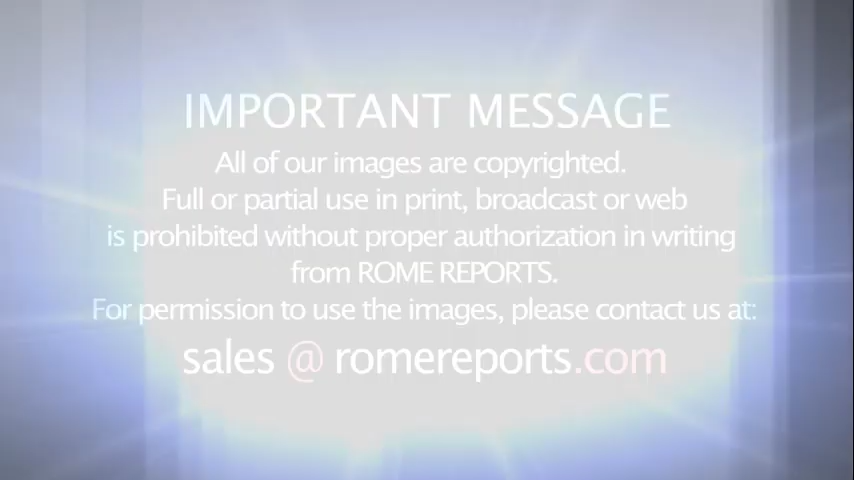 IMPORTANT MESSAGE
All of our images are copyrighted.
Full or partial use in print, broadcast or web
is prohibited without proper authorization in writing
from ROME REPORTS.
For permission to use the images, please contact us at:
sales @ romereports.com